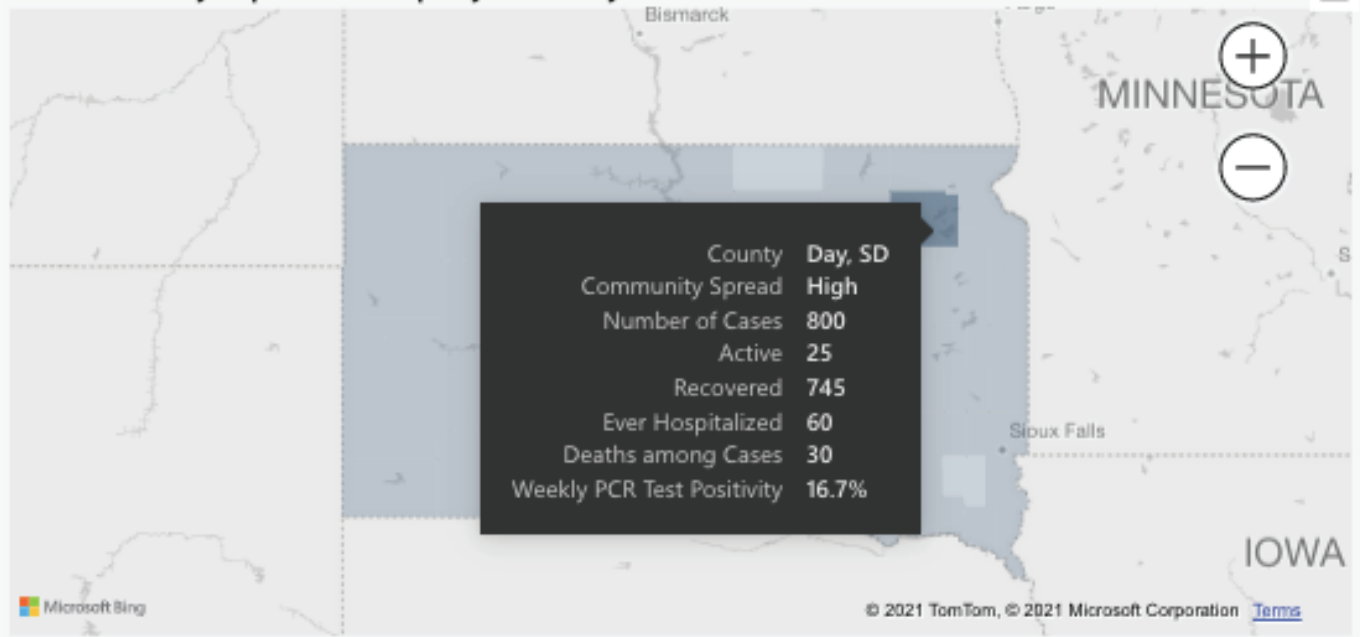 Bismarck
MINNESOTA
County Day, SD
Community Spread High
Number of Cases 800
Active 25
Recovered 745
Ever Hospitalized 60
Deaths among Cases 30
Weekly PCR Test Positivity 16.7%
Sioux Falls
IOWA
Microsoft Bing
© 2021 TomTom, © 2021 Microsoft Corporation Terms